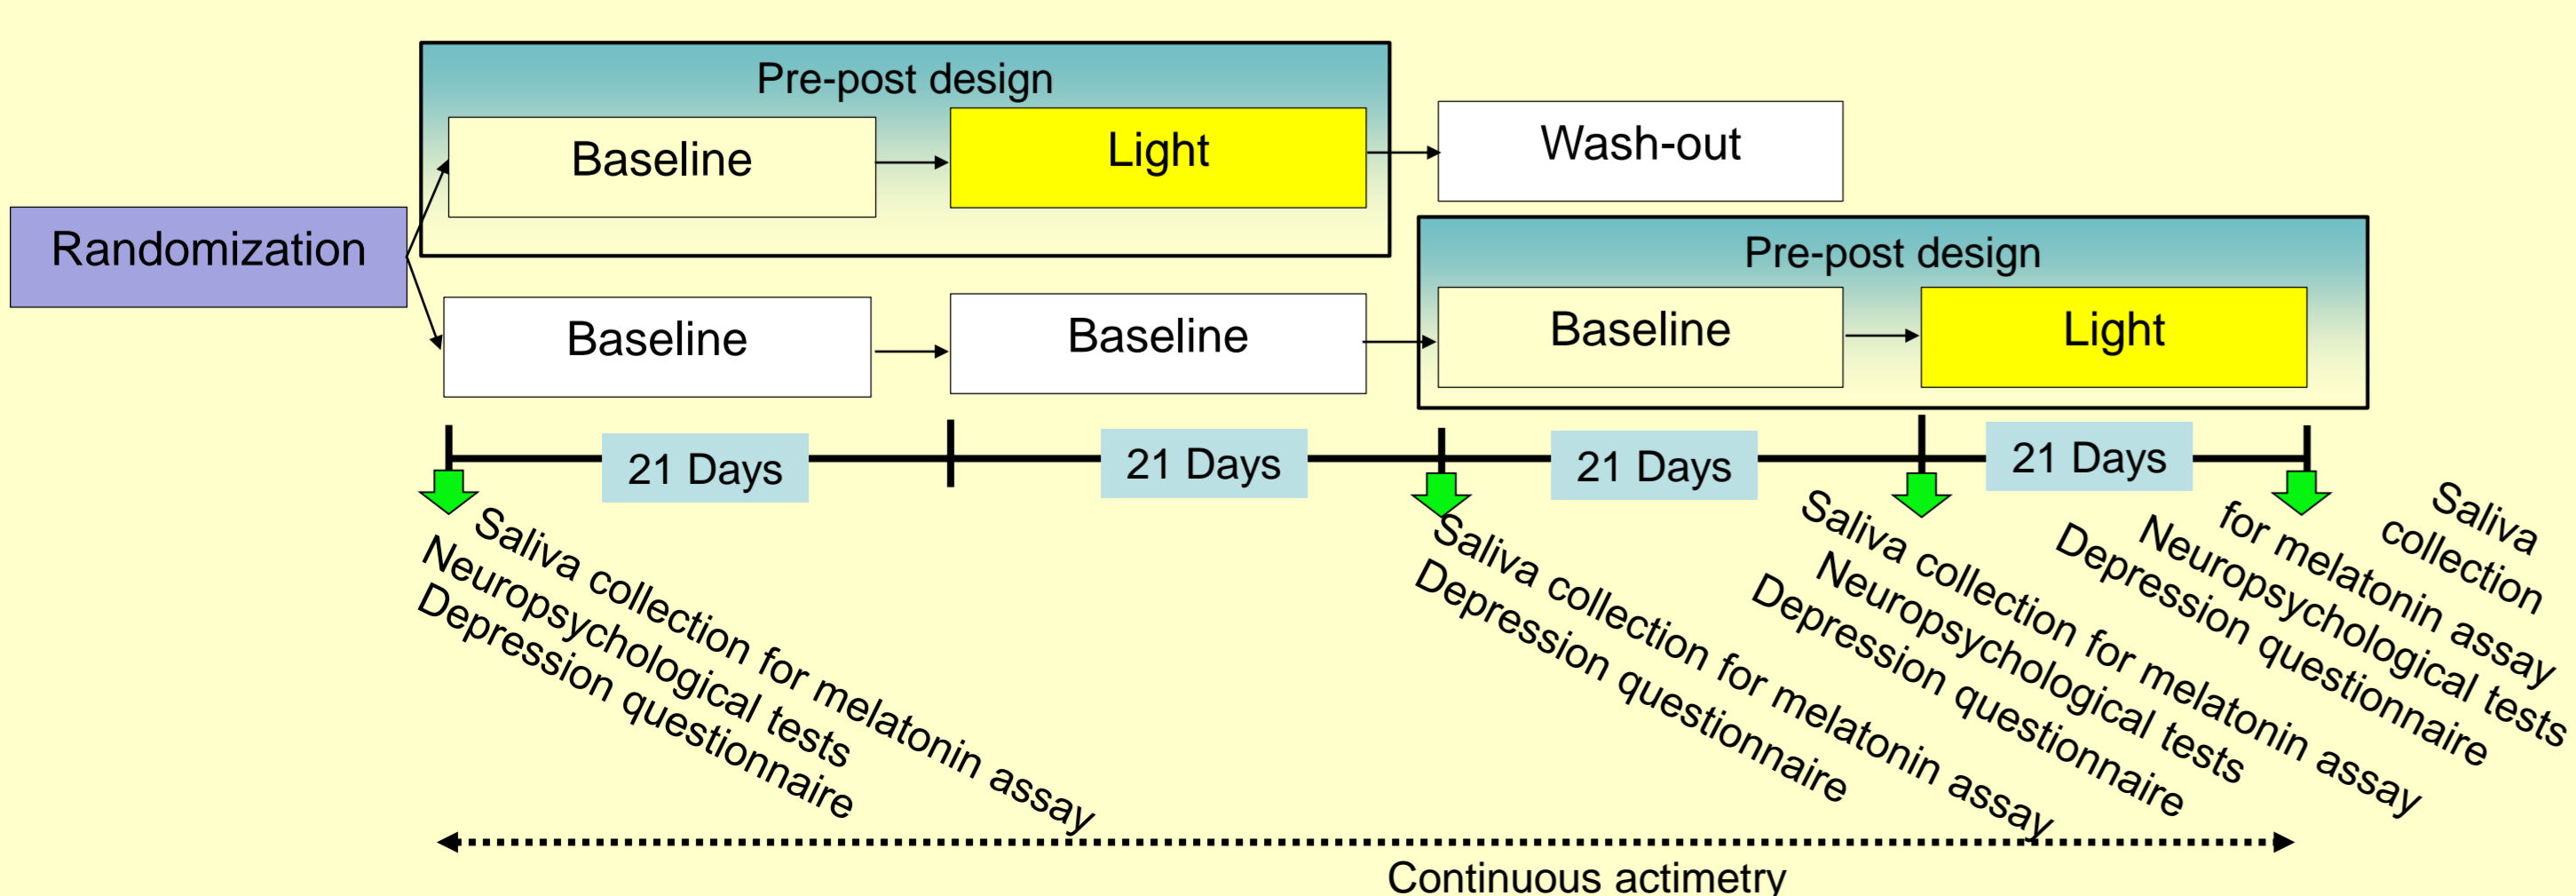 Pre-post design
Baseline
Light
Wash-out
Randomization
Pre-post design
Baseline
Baseline
Baseline
Light
21 Days
21 Days
21 Days
21 Days
Saliva collection for melatonin assay
Neuropsychological tests
Depression questionnaire
Saliva collection for melatonin assay
Depression questionnaire
Saliva collection for melatonin assay
Neuropsychological tests
Depression questionnaire
Saliva
collection
for melatonin assay
Neuropsychological tests
Depression questionnaire
Continuous actimetry